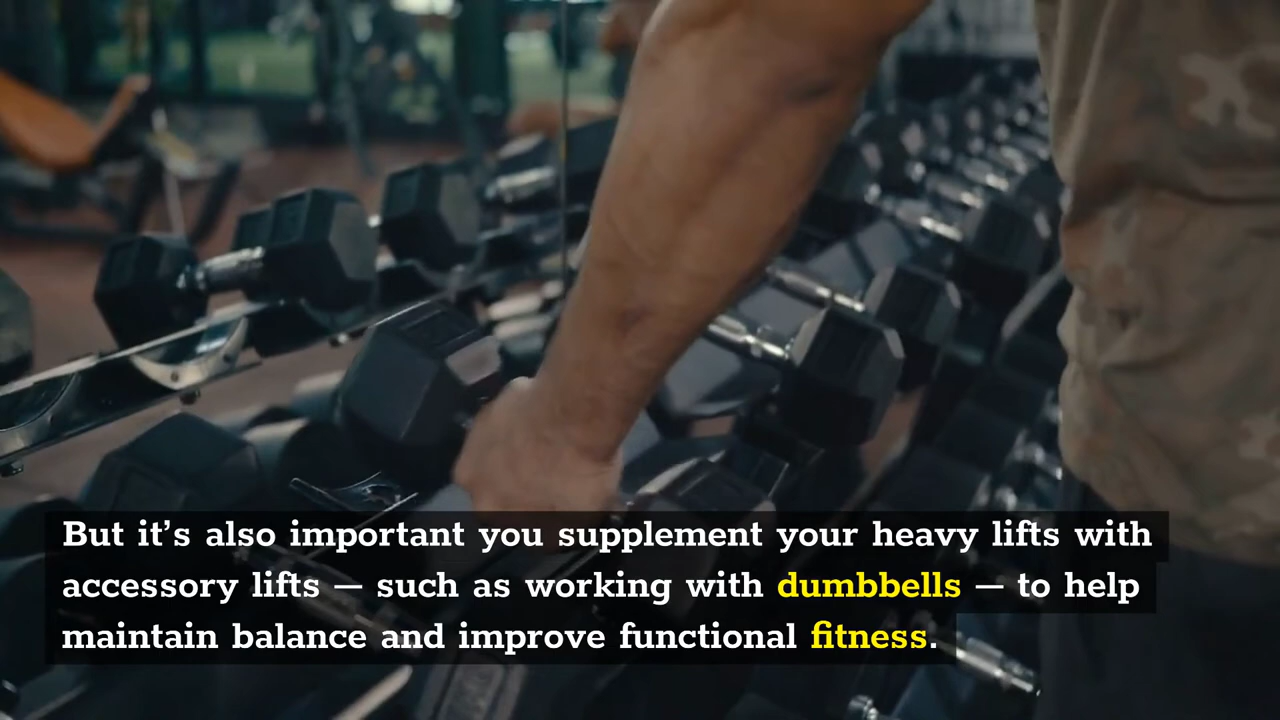 But it’s also important you supplement your heavy lifts with
accessory lifts — such as working with dumbbells — to help
maintain balance and improve functional fitness.